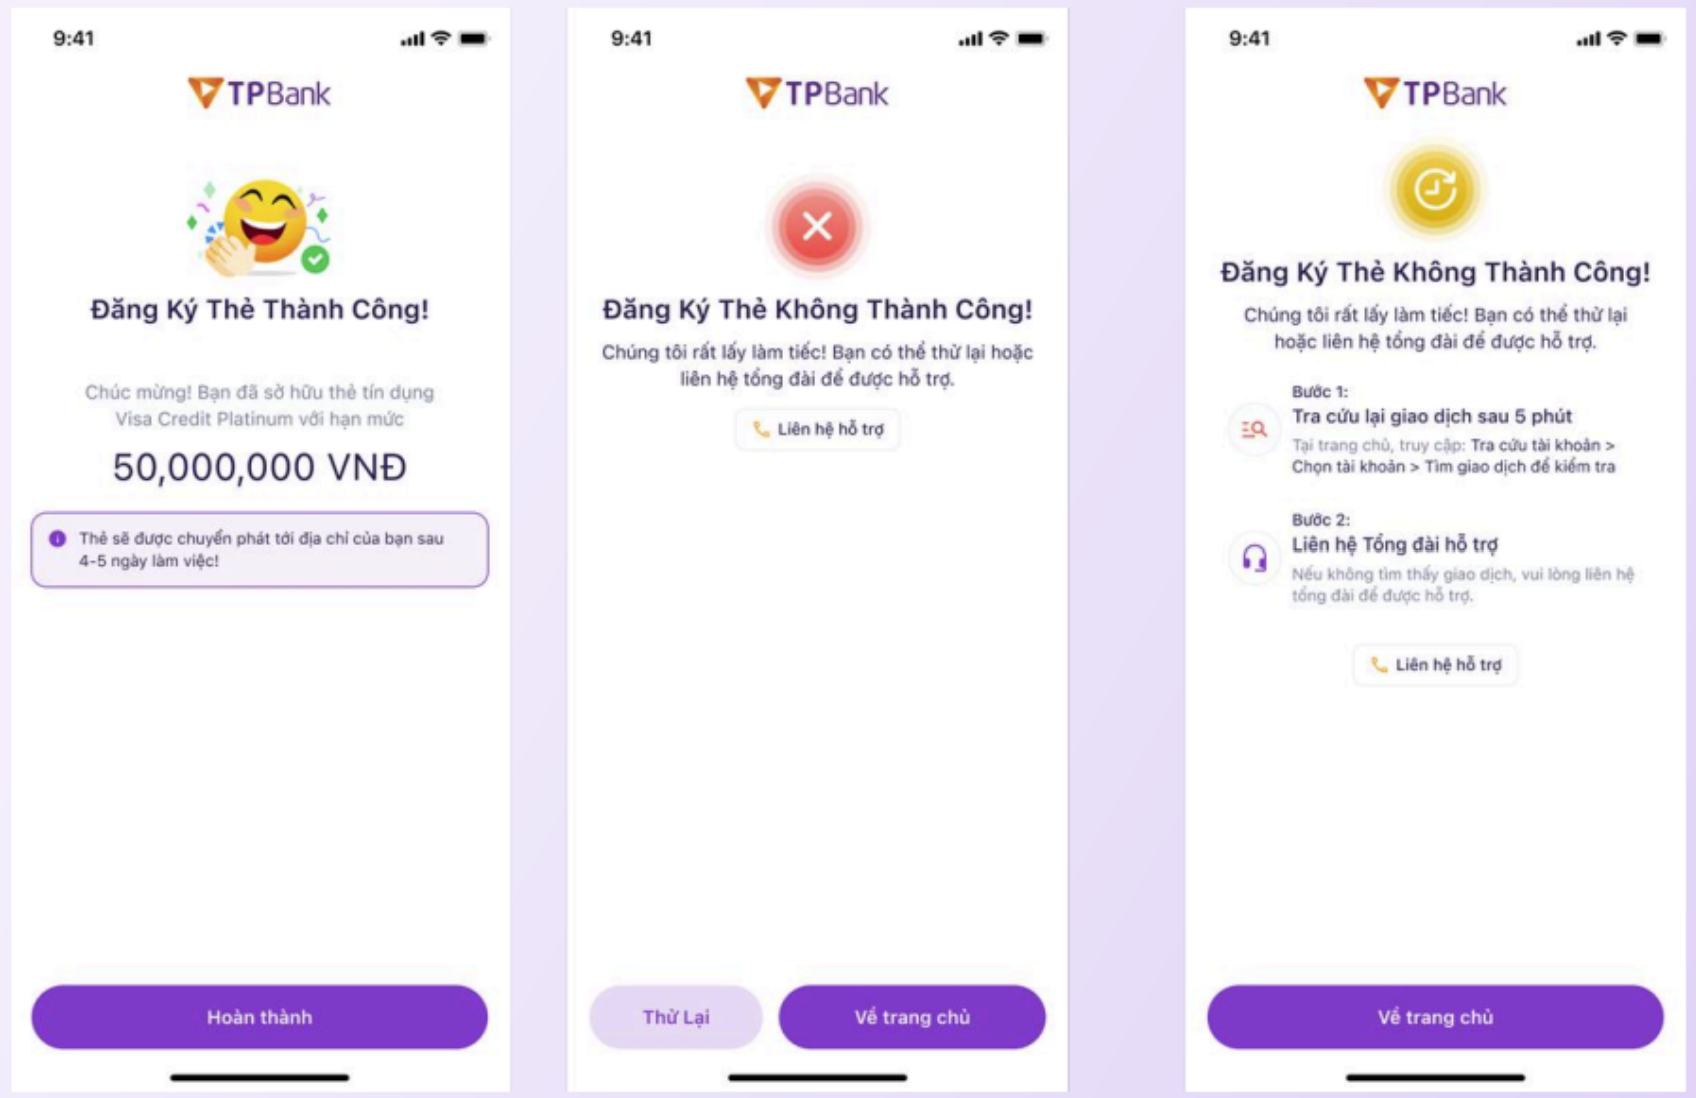 9:41
TPBank
Đăng Ký Thẻ Thành Công!
Chúc mừng! Bạn đã sở hữu thẻ tín dụng
Visa Credit Platinum với hạn mức
50,000,000 VNĐ
Thẻ sẽ được chuyển phát tới địa chỉ của bạn sau
4-5 ngày làm việc!
Hoàn thành
9:41
TPBank
Đăng Ký Thẻ Không Thành Công!
Chúng tôi rất lấy làm tiếc! Bạn có thể thử lại hoặc
liên hệ tổng đài để được hỗ trợ.
Liên hệ hỗ trợ
Thử Lại
Về trang chủ
9:41
TPBank
Đăng Ký Thẻ Không Thành Công!
Chúng tôi rất lấy làm tiếc! Bạn có thể thử lại
hoặc liên hệ tổng đài để được hỗ trợ.
Bước 1:
Tra cứu lại giao dịch sau 5 phút
Tại trang chủ, truy cập: Tra cứu tài khoản >
Chọn tài khoản > Tìm giao dịch để kiểm tra
Bước 2:
Liên hệ Tổng đài hỗ trợ
Nếu không tìm thấy giao dịch, vui lòng liên hệ
tổng đài để được hỗ trợ.
Liên hệ hỗ trợ
Về trang chủ